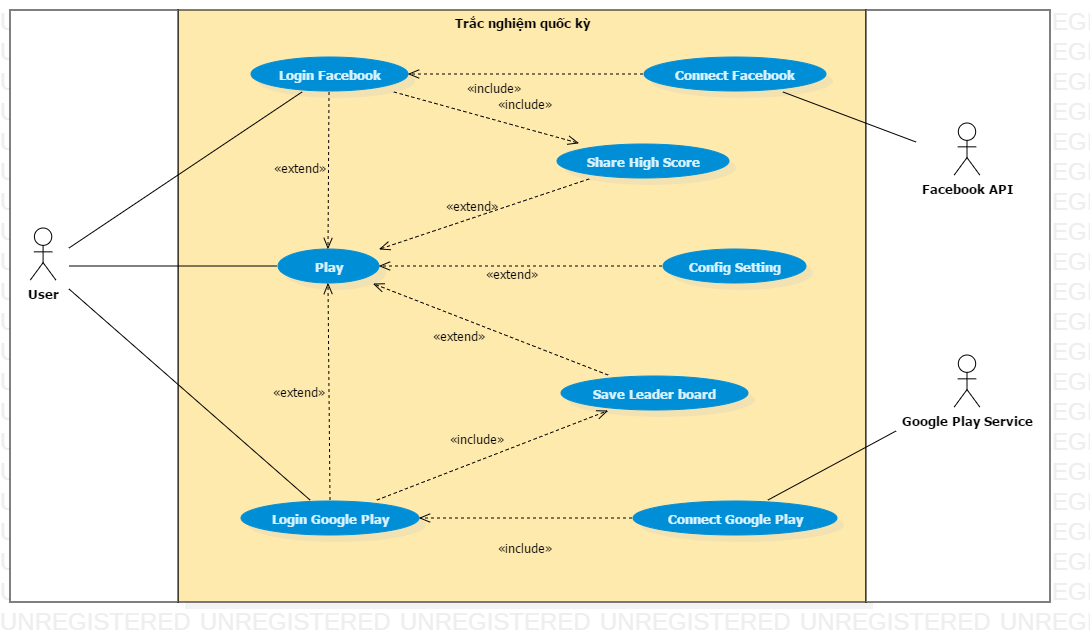 Trắc nghiệm quốc kỳ
Login Facebook
Connect Facebook
«include»
«include»
Share High Score
Facebook API
«extend»
«extend»
User
Play
Config Setting
«extend»
«extend»
Save Leader board
«extend»
Google Play Service
«include»
Login Google Play
Connect Google Play
«include»
UNREGISTERED UNREGISTERED UNREGISTERED UNREGISTERED UNREGISTERED